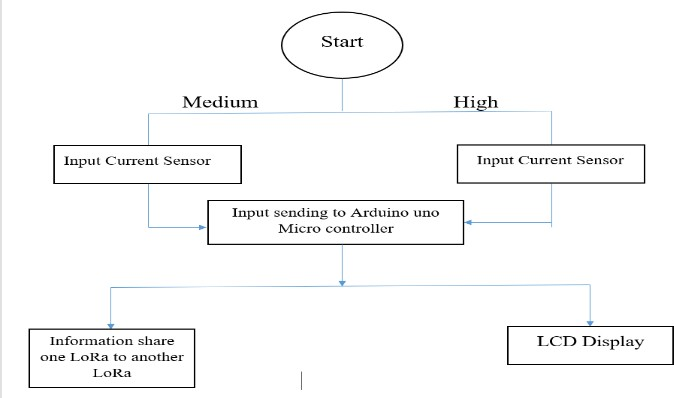 Start
Medium
High
Input Current Sensor
Input Current Sensor
Input sending to Arduino uno
Micro controller
Information share
one LoRa to another
LoRa
LCD Display